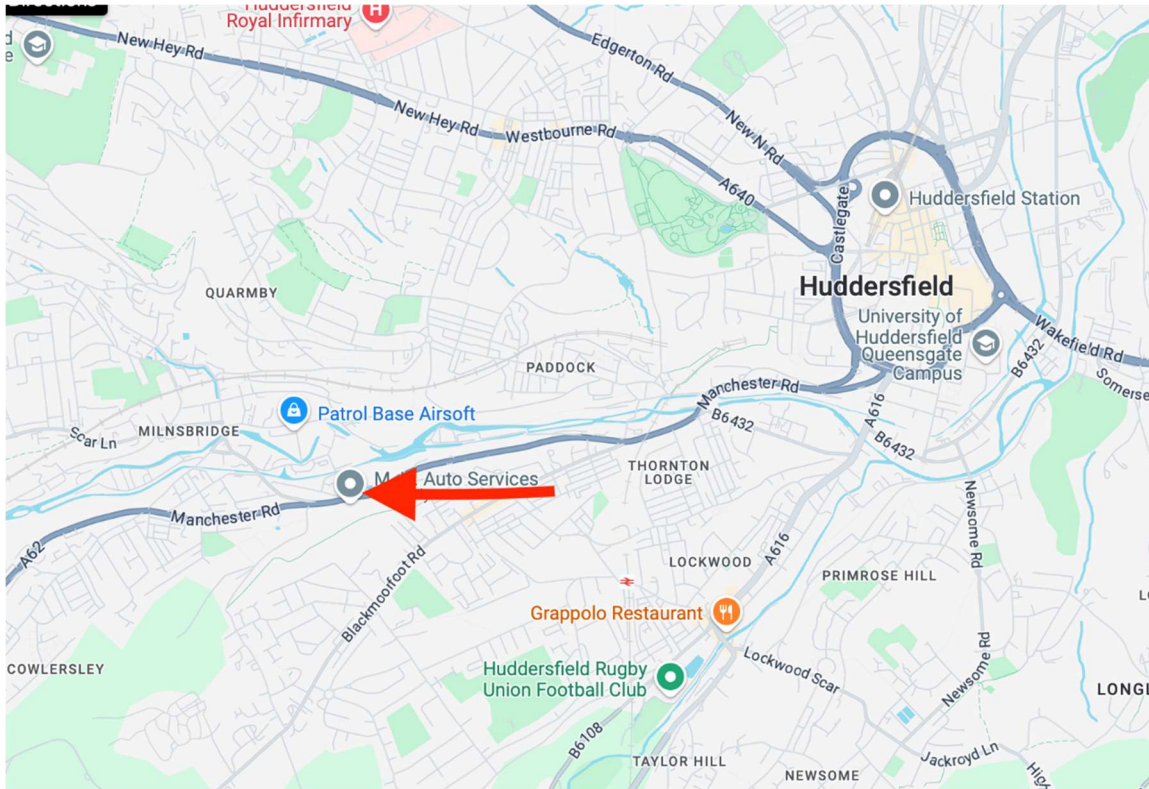 Huddersfield
Royal Infirmary
H
New Hey Rd
Edgerton Rd
New Hey Rd
Westbourne Rd
New N Rd
A640
Castlegate
Huddersfield Station
Huddersfield
QUARMBY
University of
Huddersfield
Queensgate
Campus
Wakefield Rd
B6432
PADDOCK
Manchester Rd
A616
B6432
B6432
Patrol Base Airsoft
Scar Ln
MILNSBRIDGE
Auto Services
THORNTON
LODGE
Manchester Rd
A62
Newsome Rd
Blackmoorfoot Rd
LOCKWOOD
A616
PRIMROSE HILL
Grappolo Restaurant
COWLERSLEY
Huddersfield Rugby
Union Football Club
Lockwood Scar
Newsome Rd
B6108
TAYLOR HILL
Jackroyd Ln
NEWSOME